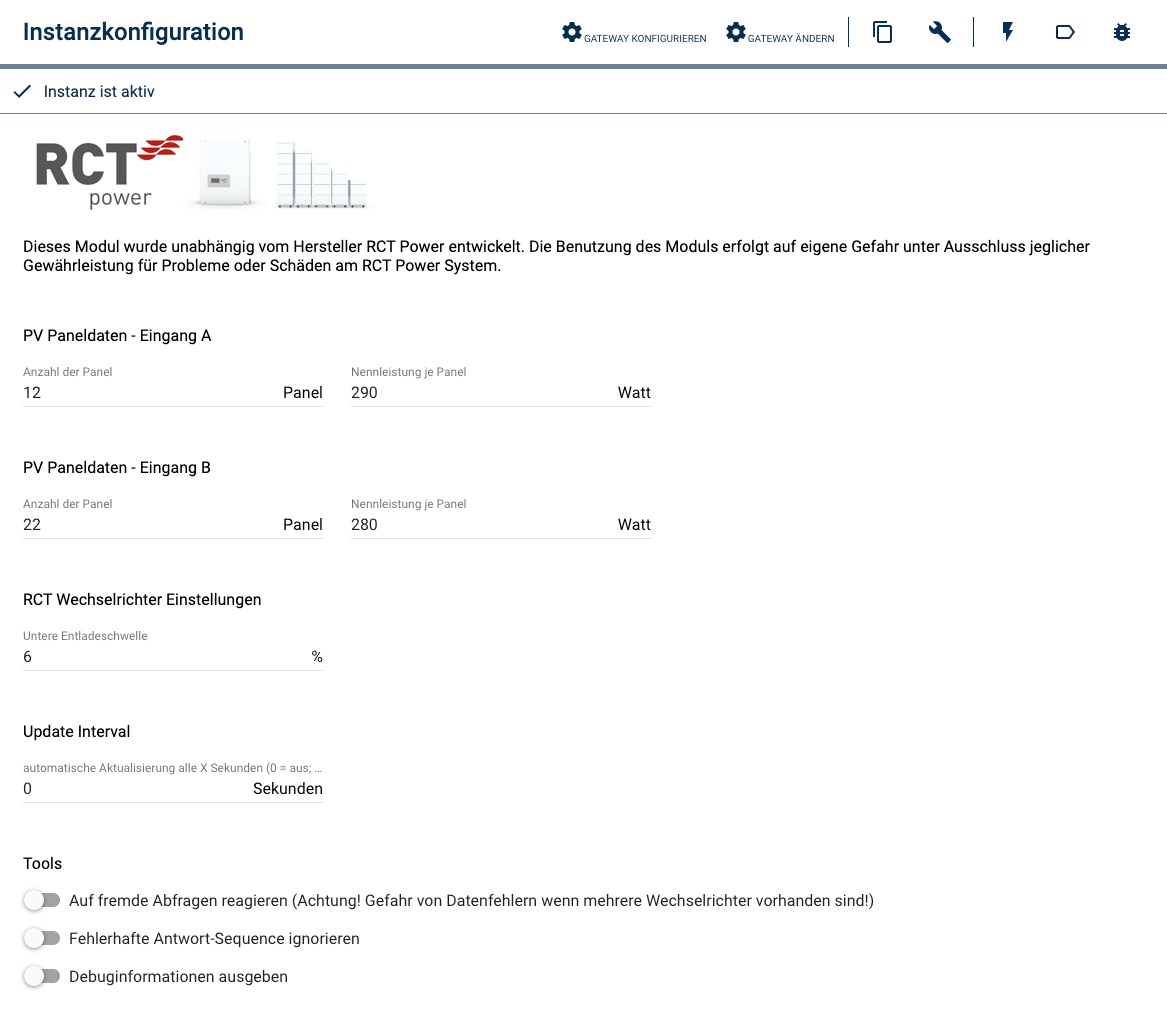 Instanzkonfiguration
GATEWAY KONFIGURIEREN
GATEWAY ÄNDERN
Instanz ist aktiv
RCT
power
Dieses Modul wurde unabhängig vom Hersteller RCT Power entwickelt. Die Benutzung des Moduls erfolgt auf eigene Gefahr unter Ausschluss jeglicher
Gewährleistung für Probleme oder Schäden am RCT Power System.
PV Paneldaten - Eingang A
Anzahl der Panel
12 Panel
Nennleistung je Panel
290 Watt
PV Paneldaten - Eingang B
Anzahl der Panel
22 Panel
Nennleistung je Panel
280 Watt
RCT Wechselrichter Einstellungen
Untere Entladeschwelle
6 %
Update Interval
automatische Aktualisierung alle X Sekunden (0 = aus; ...
0 Sekunden
Tools
Auf fremde Abfragen reagieren (Achtung! Gefahr von Datenfehlern wenn mehrere Wechselrichter vorhanden sind!)
Fehlerhafte Antwort-Sequence ignorieren
Debuginformationen ausgeben